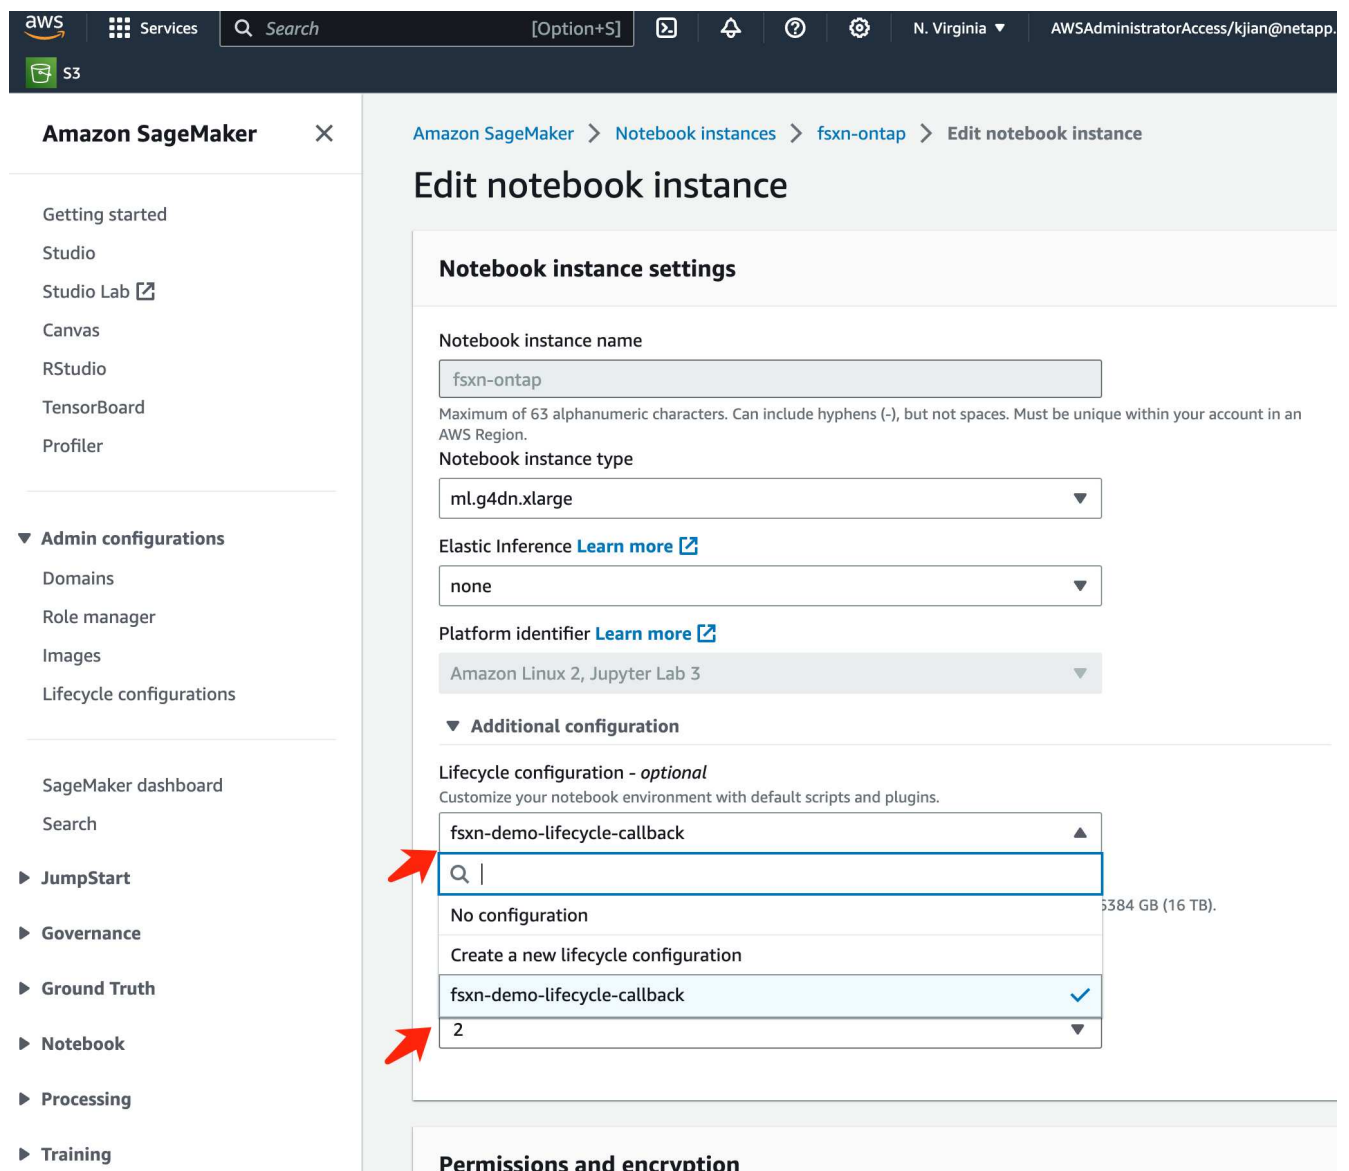 aws Services Search [Option+S] N. Virginia AWSAdministratorAccess/kjian@netapp.
S3
Amazon SageMaker
Getting started
Studio
Studio Lab
Canvas
RStudio
TensorBoard
Profiler
Admin configurations
Domains
Role manager
Images
Lifecycle configurations
SageMaker dashboard
Search
JumpStart
Governance
Ground Truth
Notebook
Processing
Training
Amazon SageMaker > Notebook instances > fsxn-ontap > Edit notebook instance
Edit notebook instance
Notebook instance settings
Notebook instance name
fsxn-ontap
Maximum of 63 alphanumeric characters. Can include hyphens (-), but not spaces. Must be unique within your account in an
AWS Region.
Notebook instance type
ml.g4dn.xlarge
Elastic Inference Learn more
none
Platform identifier Learn more
Amazon Linux 2, Jupyter Lab 3
Additional configuration
Lifecycle configuration - optional
Customize your notebook environment with default scripts and plugins.
fsxn-demo-lifecycle-callback
No configuration
6384 GB (16 TB).
Create a new lifecycle configuration
fsxn-demo-lifecycle-callback
2
Permissions and encryption